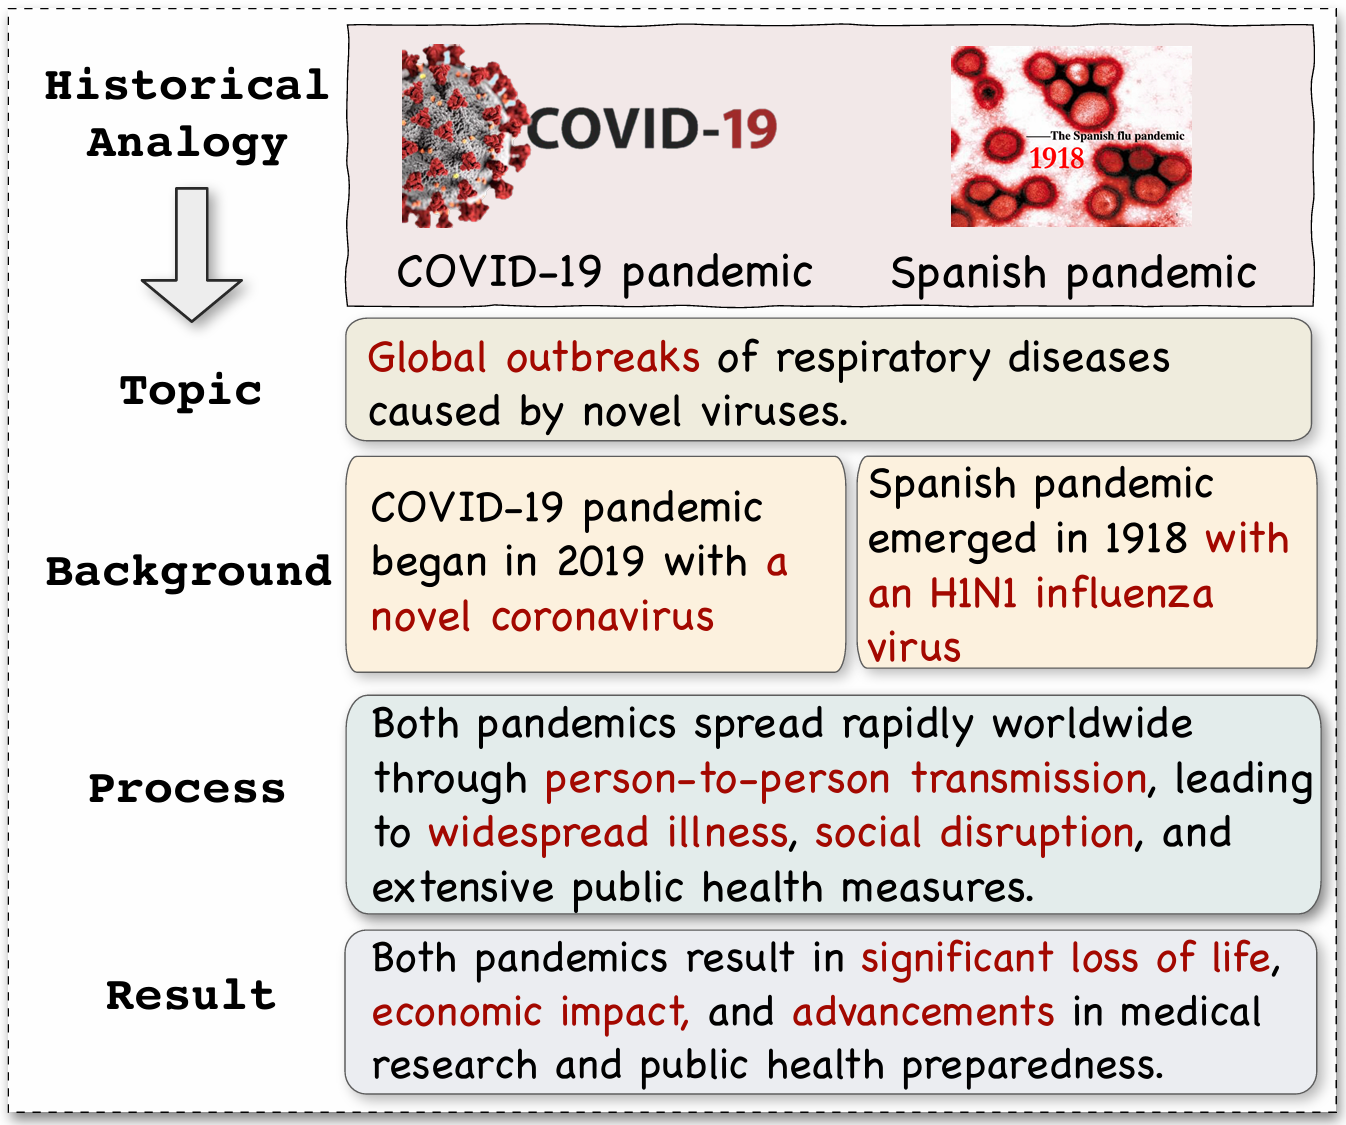 Historical
Analogy
COVID-19
The Spanish flu pandemic
1918
COVID-19 pandemic
Spanish pandemic
Topic
Global outbreaks of respiratory diseases
caused by novel viruses.
Background
COVID-19 pandemic
began in 2019 with a
novel coronavirus
Spanish pandemic
emerged in 1918 with
an H1N1 influenza
virus
Process
Both pandemics spread rapidly worldwide
through person-to-person transmission, leading
to widespread illness, social disruption, and
extensive public health measures.
Result
Both pandemics result in significant loss of life,
economic impact, and advancements in medical
research and public health preparedness.